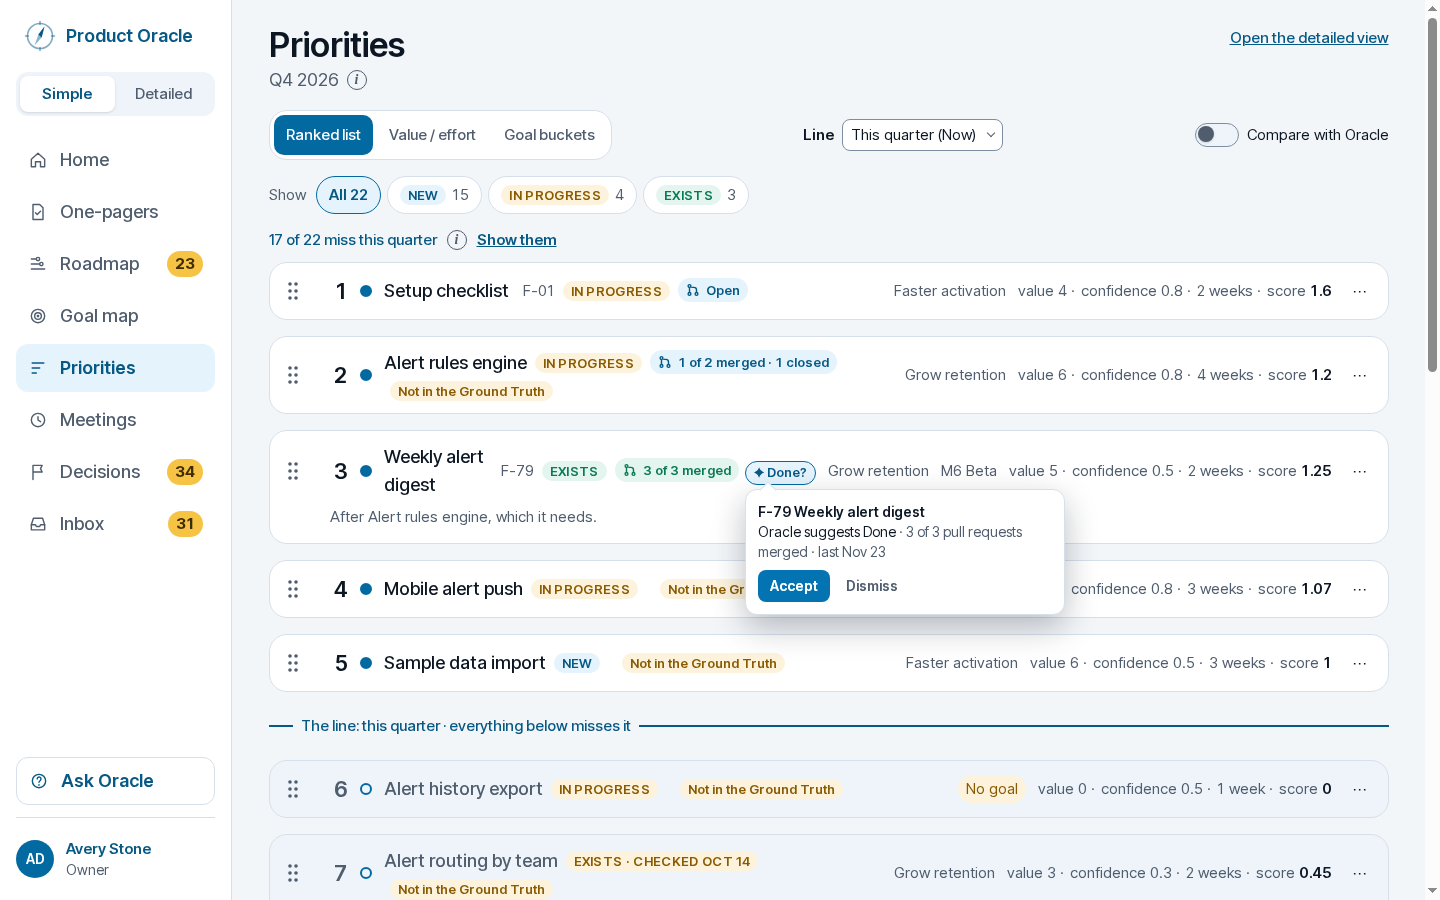 Product Oracle
Simple
Detailed
Home
One-pagers
Roadmap 23
Goal map
Priorities
Meetings
Decisions 34
Inbox 31
Ask Oracle
AD
Avery Stone
Owner
Priorities
Open the detailed view
Q4 2026 i
Ranked list
Value / effort
Goal buckets
Line This quarter (Now)
Compare with Oracle
Show All 22 NEW 15 IN PROGRESS 4 EXISTS 3
17 of 22 miss this quarter i Show them
1 Setup checklist F-01 IN PROGRESS Open Faster activation value 4 · confidence 0.8 · 2 weeks · score 1.6 ...
2 Alert rules engine IN PROGRESS 1 of 2 merged · 1 closed
Not in the Ground Truth
Grow retention value 6 · confidence 0.8 · 4 weeks · score 1.2 ...
3 Weekly alert digest F-79 EXISTS 3 of 3 merged Done? Grow retention M6 Beta value 5 · confidence 0.5 · 2 weeks · score 1.25 ...
After Alert rules engine, which it needs.
F-79 Weekly alert digest
Oracle suggests Done · 3 of 3 pull requests
merged · last Nov 23
Accept
Dismiss
4 Mobile alert push IN PROGRESS Not in the Gr confidence 0.8 · 3 weeks · score 1.07 ...
5 Sample data import NEW Not in the Ground Truth Faster activation value 6 · confidence 0.5 · 3 weeks · score 1 ...
The line: this quarter · everything below misses it
6 Alert history export IN PROGRESS Not in the Ground Truth No goal value 0 · confidence 0.5 · 1 week · score 0 ...
7 Alert routing by team EXISTS · CHECKED OCT 14
Not in the Ground Truth
Grow retention value 3 · confidence 0.3 · 2 weeks · score 0.45 ...